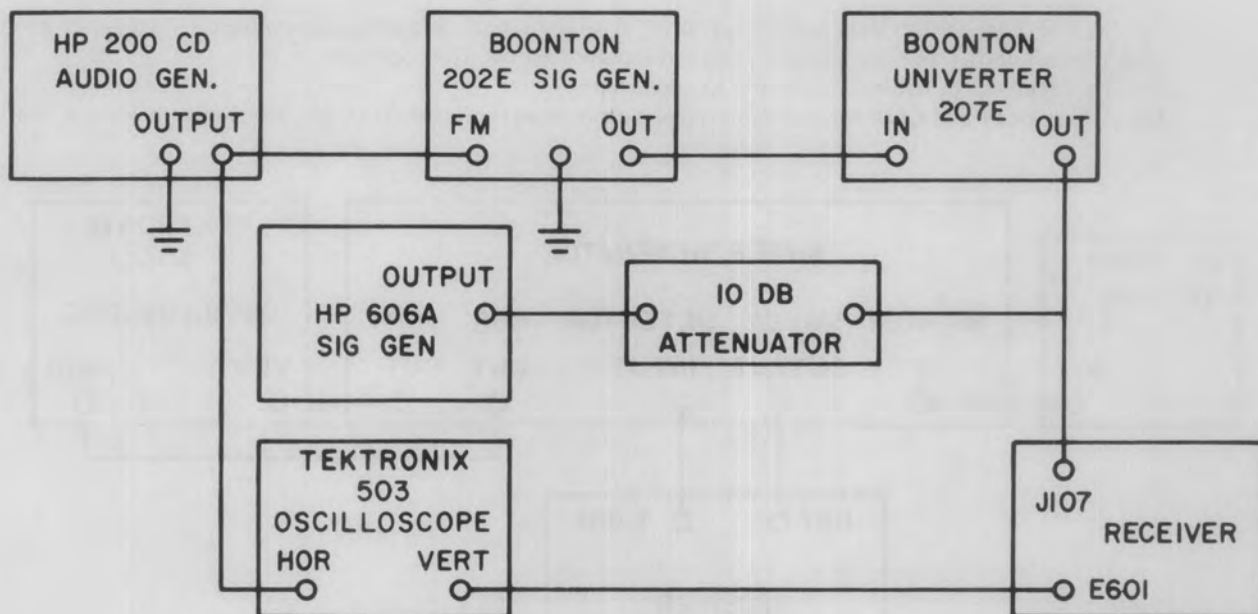 HP 200 CD
AUDIO GEN.
OUTPUT
BOONTON
202E SIG GEN.
FM
OUT
BOONTON
UNIVERTER
207E
IN
OUT
OUTPUT
HP 606A
SIG GEN
10 DB
ATTENUATOR
TEKTRONIX
503
OSCILLOSCOPE
HOR
VERT
J107
RECEIVER
E601